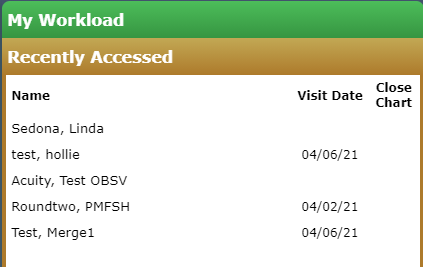 My Workload
Recently Accessed
Name Visit Date Close Chart
Sedona, Linda
test, hollie 04/06/21
Acuity, Test OBSV
Roundtwo, PMFSH 04/02/21
Test, Merge1 04/06/21